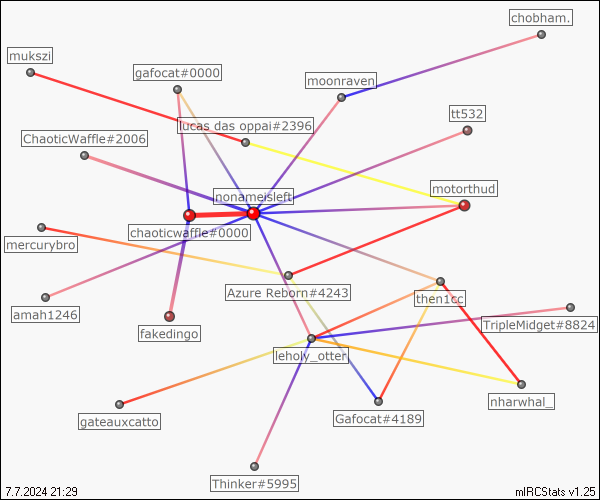 chobham.
mukszi
gafocat#0000
moonraven
tt532
lucas das oppai#2396
ChaoticWaffle#2006
motorthud
nonameisleft
chaoticwaffle#0000
mercurybro
Azure Reborn#4243
then1cc
amah1246
TripleMidget#8824
fakedingo
leholy_otter
nharwhal_
gateauxcatto
Gafocat#4189
Thinker#5995
7.7.2024 21:29
mIRCStats v1.25